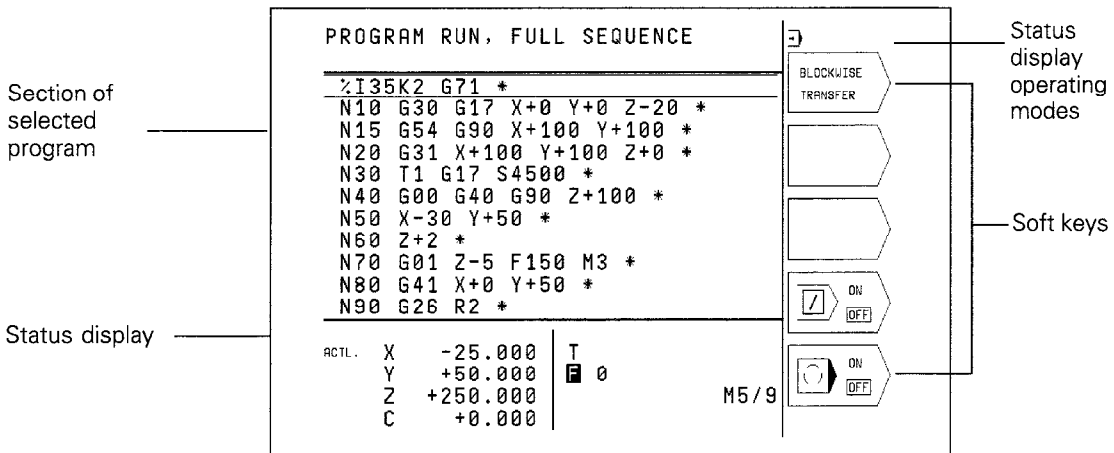 PROGRAM RUN, FULL SEQUENCE
%I35K2 G71 *
N10 G30 G17 X+0 Y+0 Z-20 *
N15 G54 G90 X+100 Y+100 *
N20 G31 X+100 Y+100 Z+0 *
N30 T1 G17 S4500 *
N40 G00 G40 G90 Z+100 *
N50 X-30 Y+50 *
N60 Z+2 *
N70 G01 Z-5 F150 M3 *
N80 G41 X+0 Y+50 *
N90 G26 R2 *
ACTL. X -25.000 T
Y +50.000 F 0
Z +250.000 M5/9
C +0.000
BLOCKWISE
TRANSFER
ON
OFF
ON
OFF
Section of
selected
program
Status display
Status
display
operating
modes
Soft keys